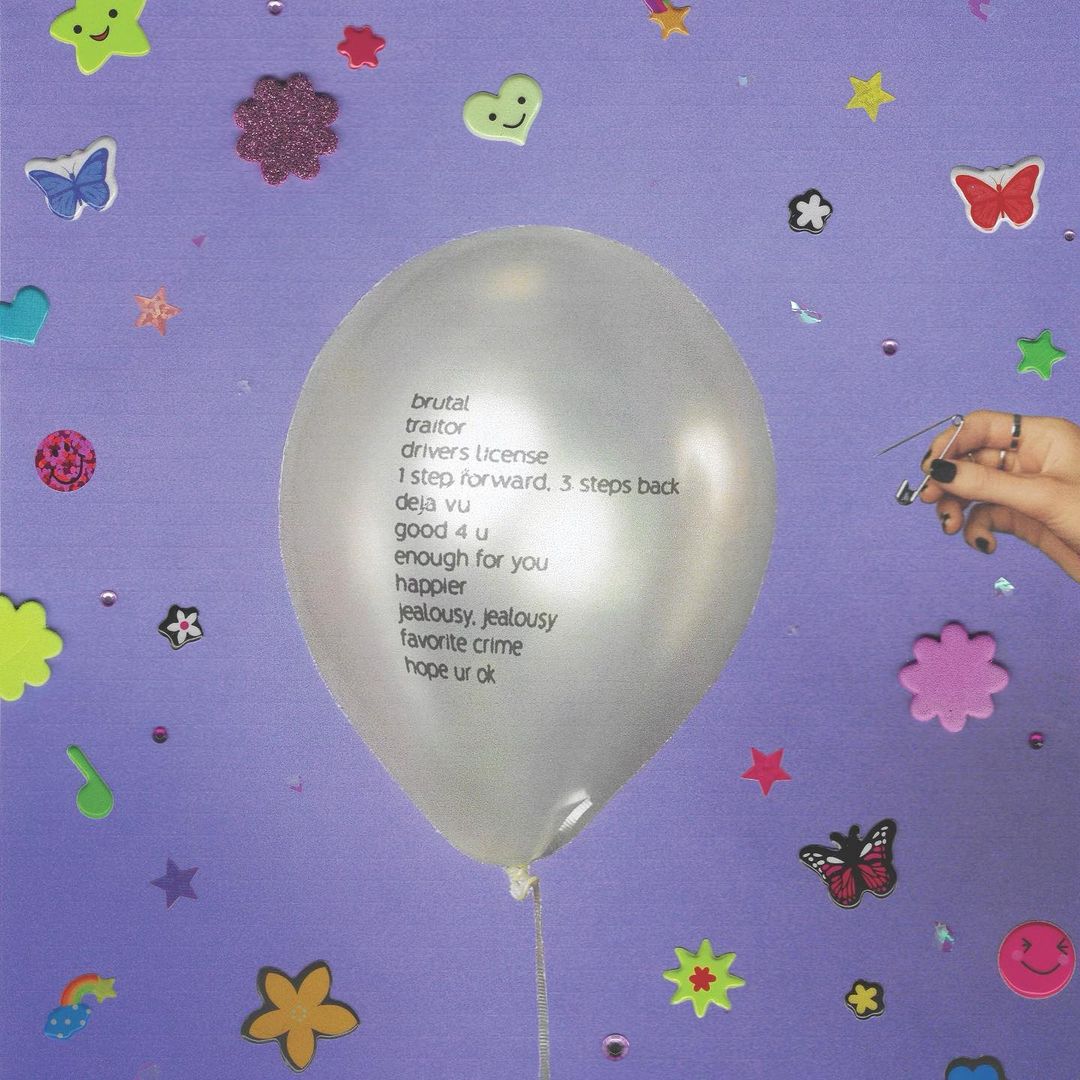 brutal
traitor
drivers license
1 step forward, 3 steps back
deja vu
good 4 u
enough for you
happier
jealousy, jealousy
favorite crime
hope ur ok